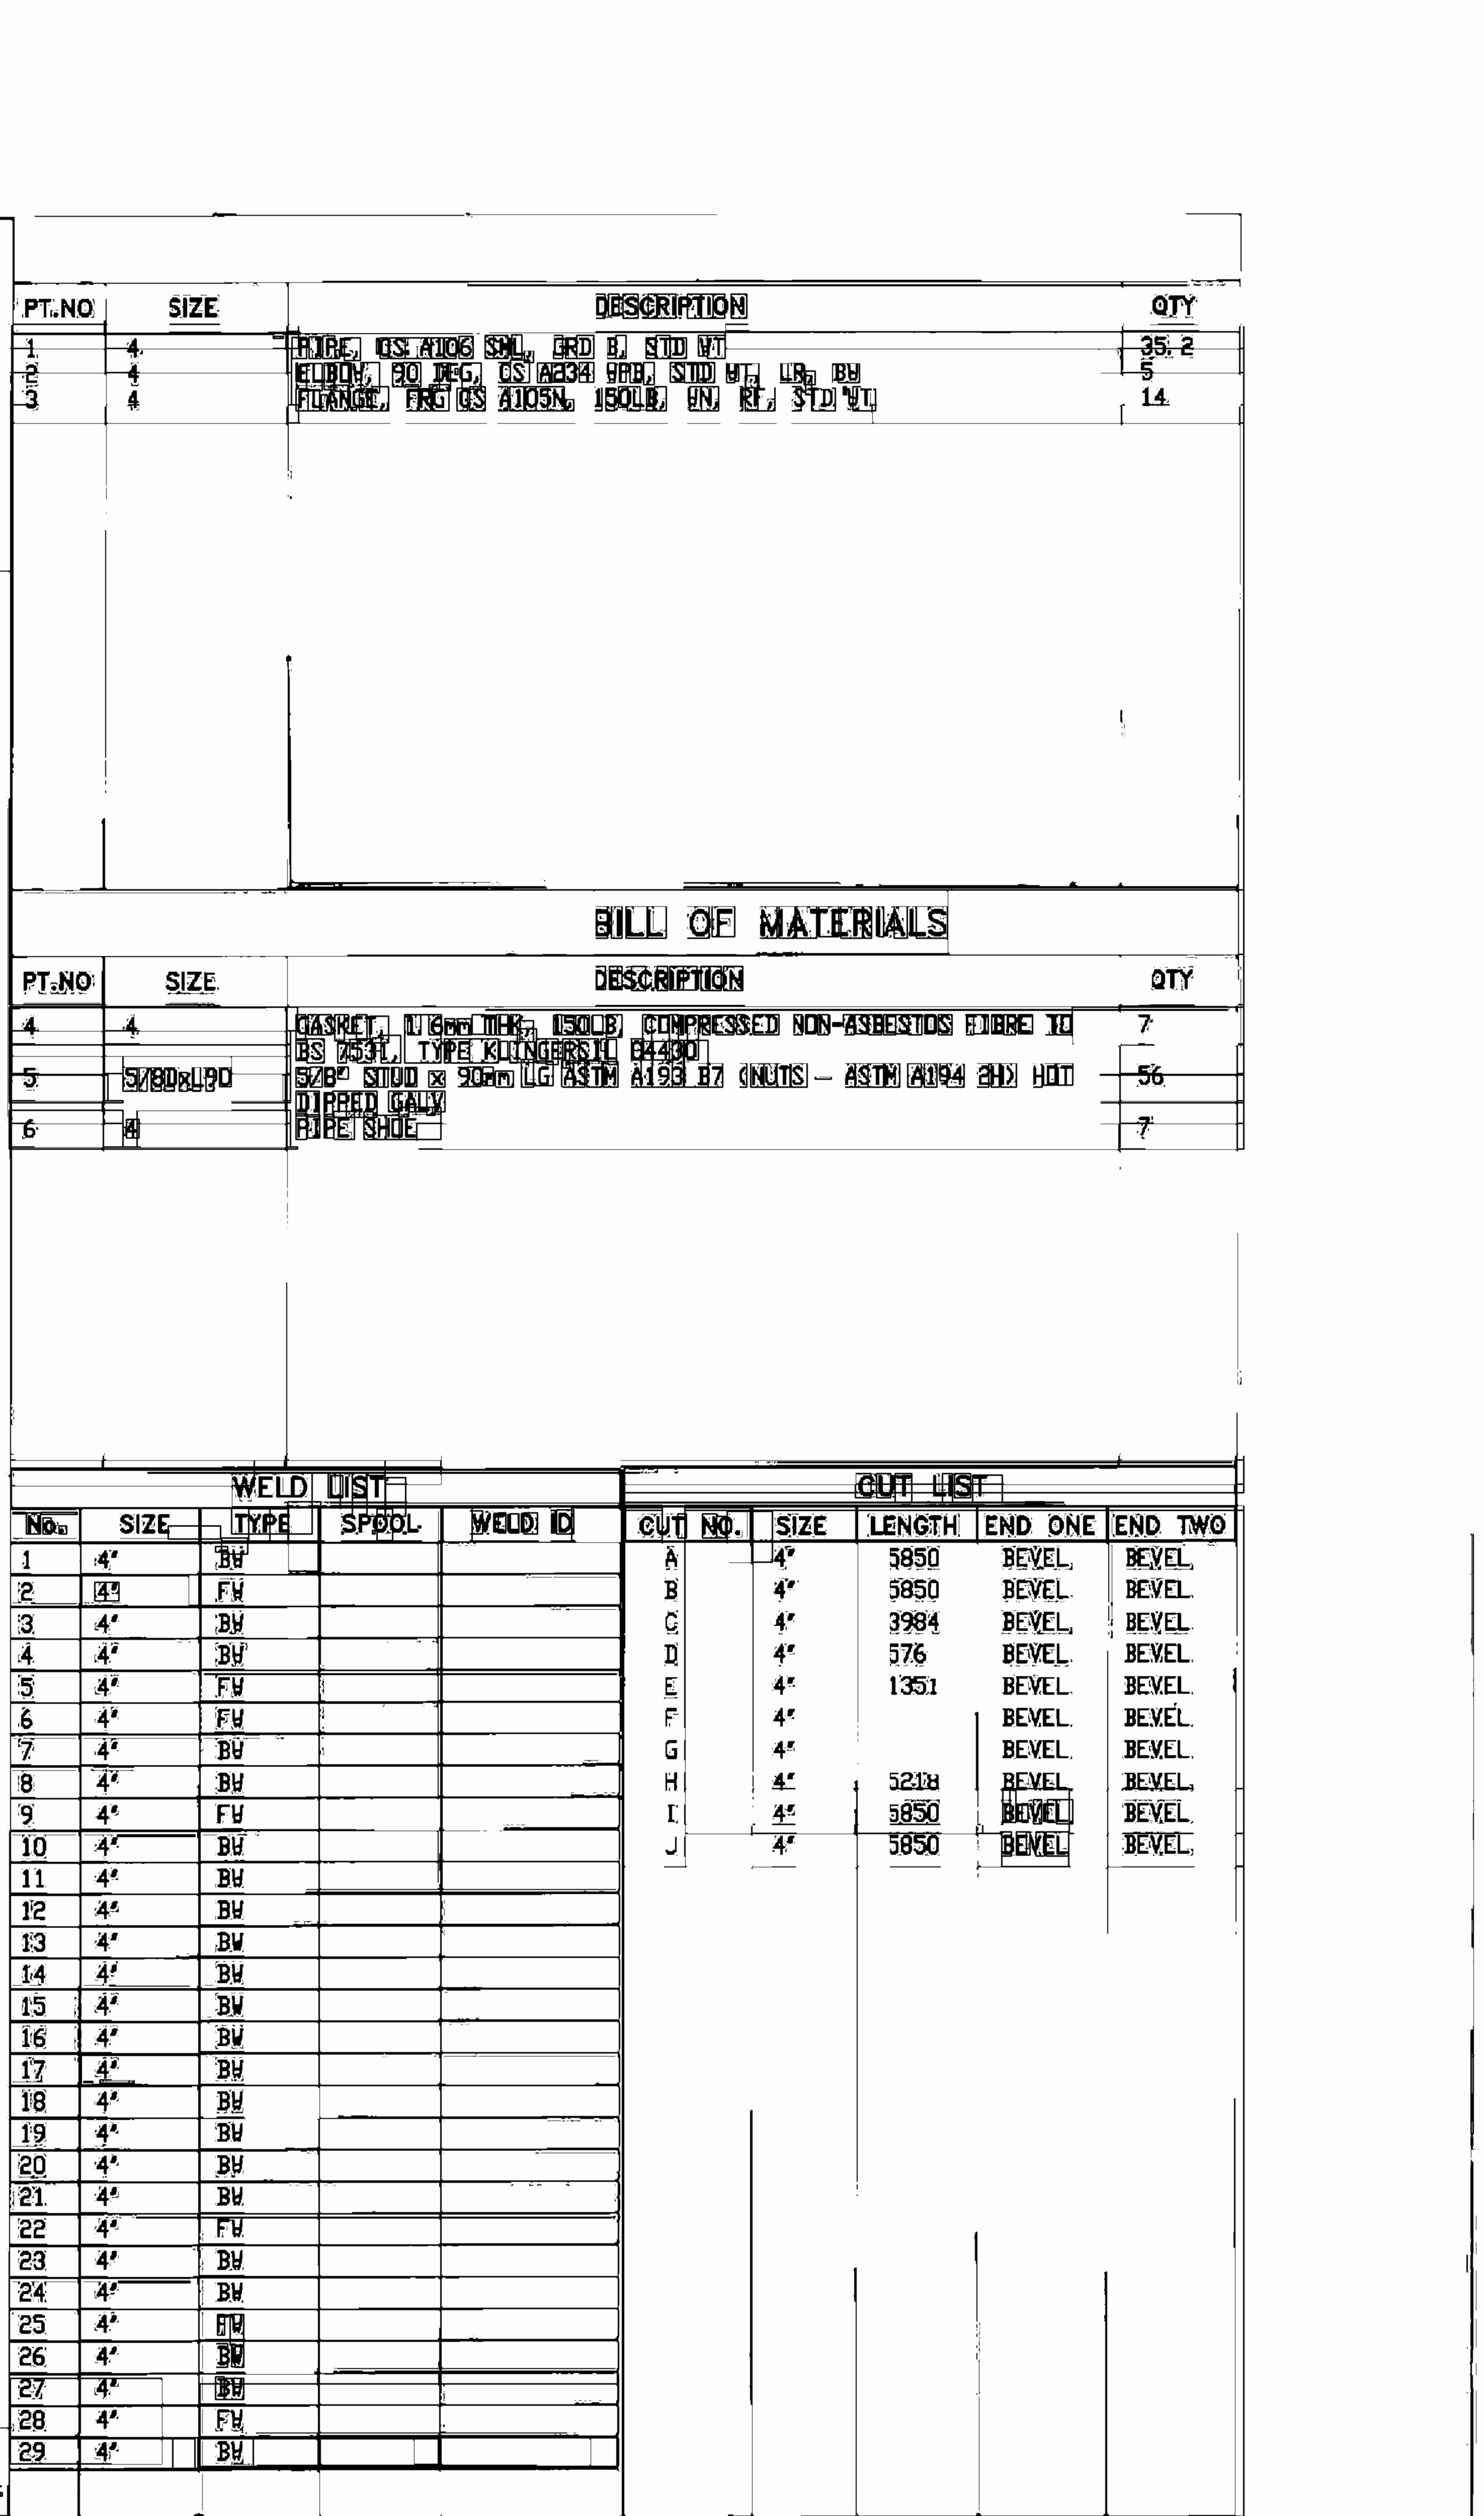 PT.NO SIZE DESCRIPTION QTY
1 4 PIPE, CS A106 STD WT 35.2
2 4 ELBOW, 90 DEG, CS A234 STD WT, LR, BW 5
3 4 FLANGE, FRG CS A105N, 150LB, WN, RF, STD WT 14
BILL OF MATERIALS
PT.NO SIZE DESCRIPTION QTY
4 4 GASKET, THK, 150LB, COMPRESSED NON-ASBESTOS FIBRE TO 7
BS 7531, TYPE KLINGERSIL C4430
5 5/8DxL90 5/8" STUD x 90mm LG ASTM A193 B7 (NUTS - ASTM A194 2H) HOT 56
DIPPED GALV
6 4 PIPE SHOE 7
WELD LIST CUT LIST
No. SIZE TYPE SPOOL WELD ID CUT NO. SIZE LENGTH END ONE END TWO
1 4" BW A 4" 5850 BEVEL BEVEL
2 4" FW B 4" 5850 BEVEL BEVEL
3 4" BW C 4" 3984 BEVEL BEVEL
4 4" BW D 4" 576 BEVEL BEVEL
5 4" FW E 4" 1351 BEVEL BEVEL
6 4" FW F 4" BEVEL BEVEL
7 4" BW G 4" BEVEL BEVEL
8 4" BW H 4" 5218 BEVEL BEVEL
9 4" FW I 4" 5850 BEVEL BEVEL
10 4" BW J 4" 5850 BEVEL BEVEL
11 4" BW
12 4" BW
13 4" BW
14 4" BW
15 4" BW
16 4" BW
17 4" BW
18 4" BW
19 4" BW
20 4" BW
21 4" BW
22 4" FW
23 4" BW
24 4" BW
25 4" FW
26 4" BW
27 4" BW
28 4" FW
29 4" BW